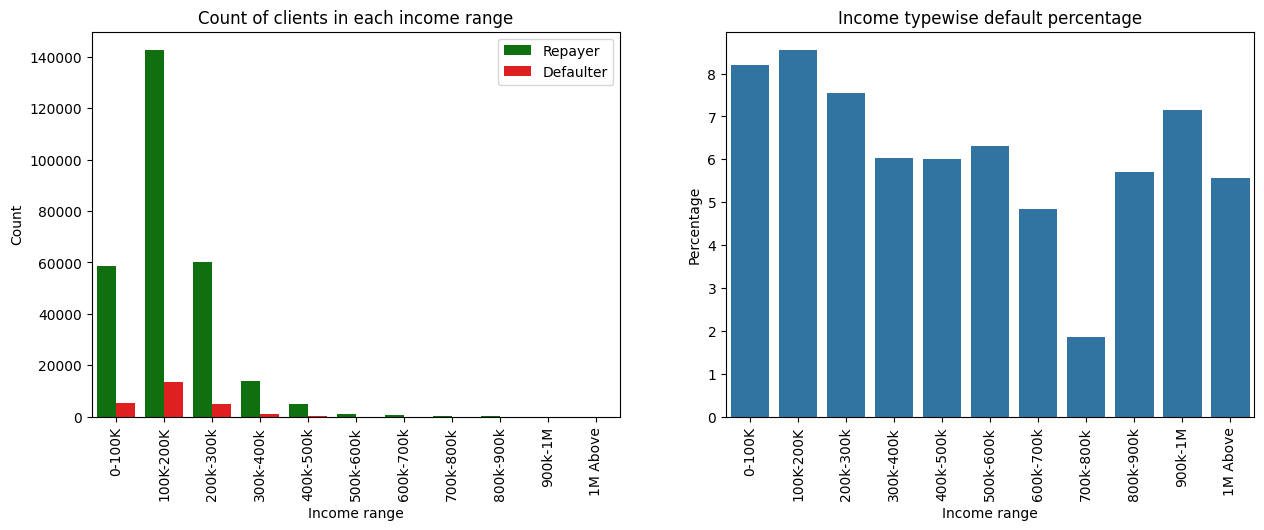 Count of clients in each income range
Count
140000
120000
100000
80000
60000
40000
20000
0
Repayer
Defaulter
0-100K
100K-200K
200k-300k
300k-400k
400k-500k
500k-600k
600k-700k
700k-800k
800k-900k
900k-1M
1M Above
Income range
Income typewise default percentage
Percentage
8
7
6
5
4
3
2
1
0
0-100K
100K-200K
200k-300k
300k-400k
400k-500k
500k-600k
600k-700k
700k-800k
800k-900k
900k-1M
1M Above
Income range